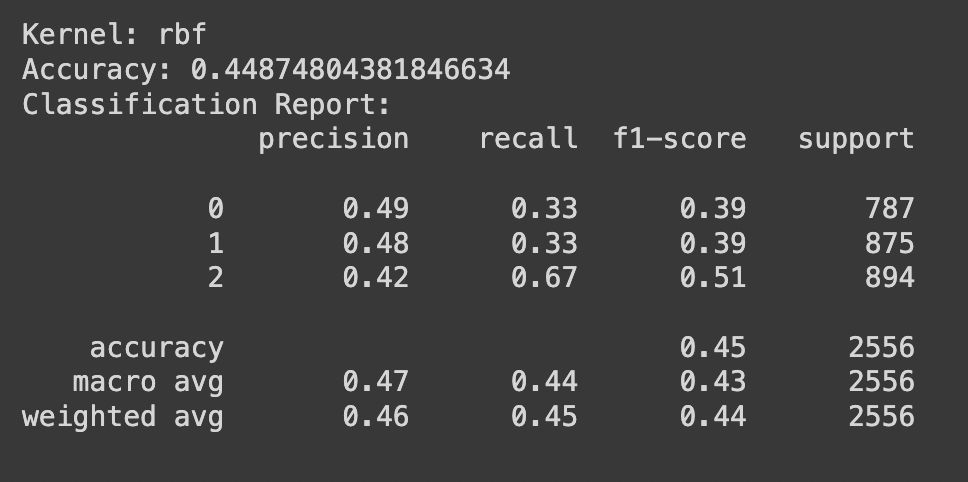 Kernel: rbf
Accuracy: 0.44874804381846634
Classification Report:
precision recall f1-score support
0 0.49 0.33 0.39 787
1 0.48 0.33 0.39 875
2 0.42 0.67 0.51 894
accuracy 0.45 2556
macro avg 0.47 0.44 0.43 2556
weighted avg 0.46 0.45 0.44 2556